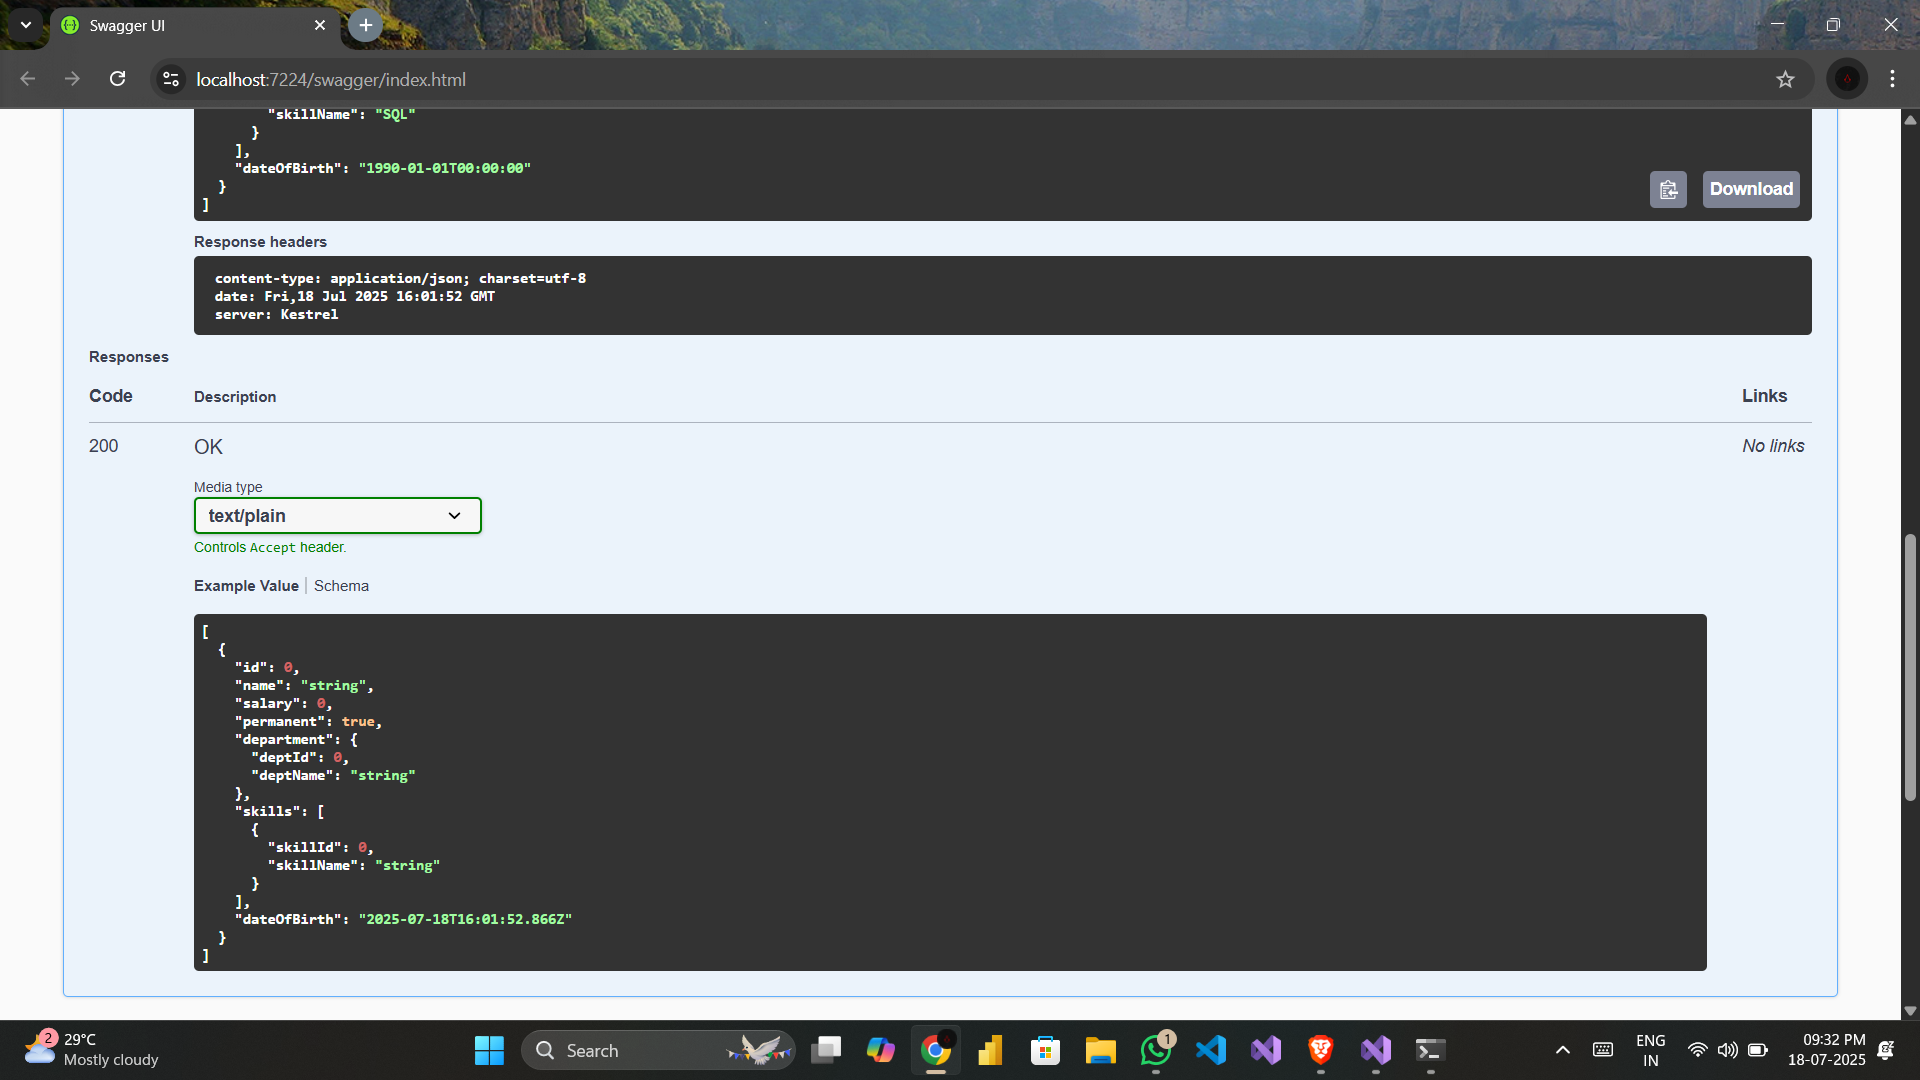 Swagger UI
localhost:7224/swagger/index.html
"skillName": "SQL"
}
],
"dateOfBirth": "1990-01-01T00:00:00"
}
]
Download
Response headers
content-type: application/json; charset=utf-8
date: Fri,18 Jul 2025 16:01:52 GMT
server: Kestrel
Responses
Code Description Links
200 OK No links
Media type
text/plain
Controls Accept header.
Example Value | Schema
[
{
"id": 0,
"name": "string",
"salary": 0,
"permanent": true,
"department": {
"deptId": 0,
"deptName": "string"
},
"skills": [
{
"skillId": 0,
"skillName": "string"
}
],
"dateOfBirth": "2025-07-18T16:01:52.866Z"
}
]
2
29°C
Mostly cloudy
Search
1
ENG
IN
09:32 PM
18-07-2025